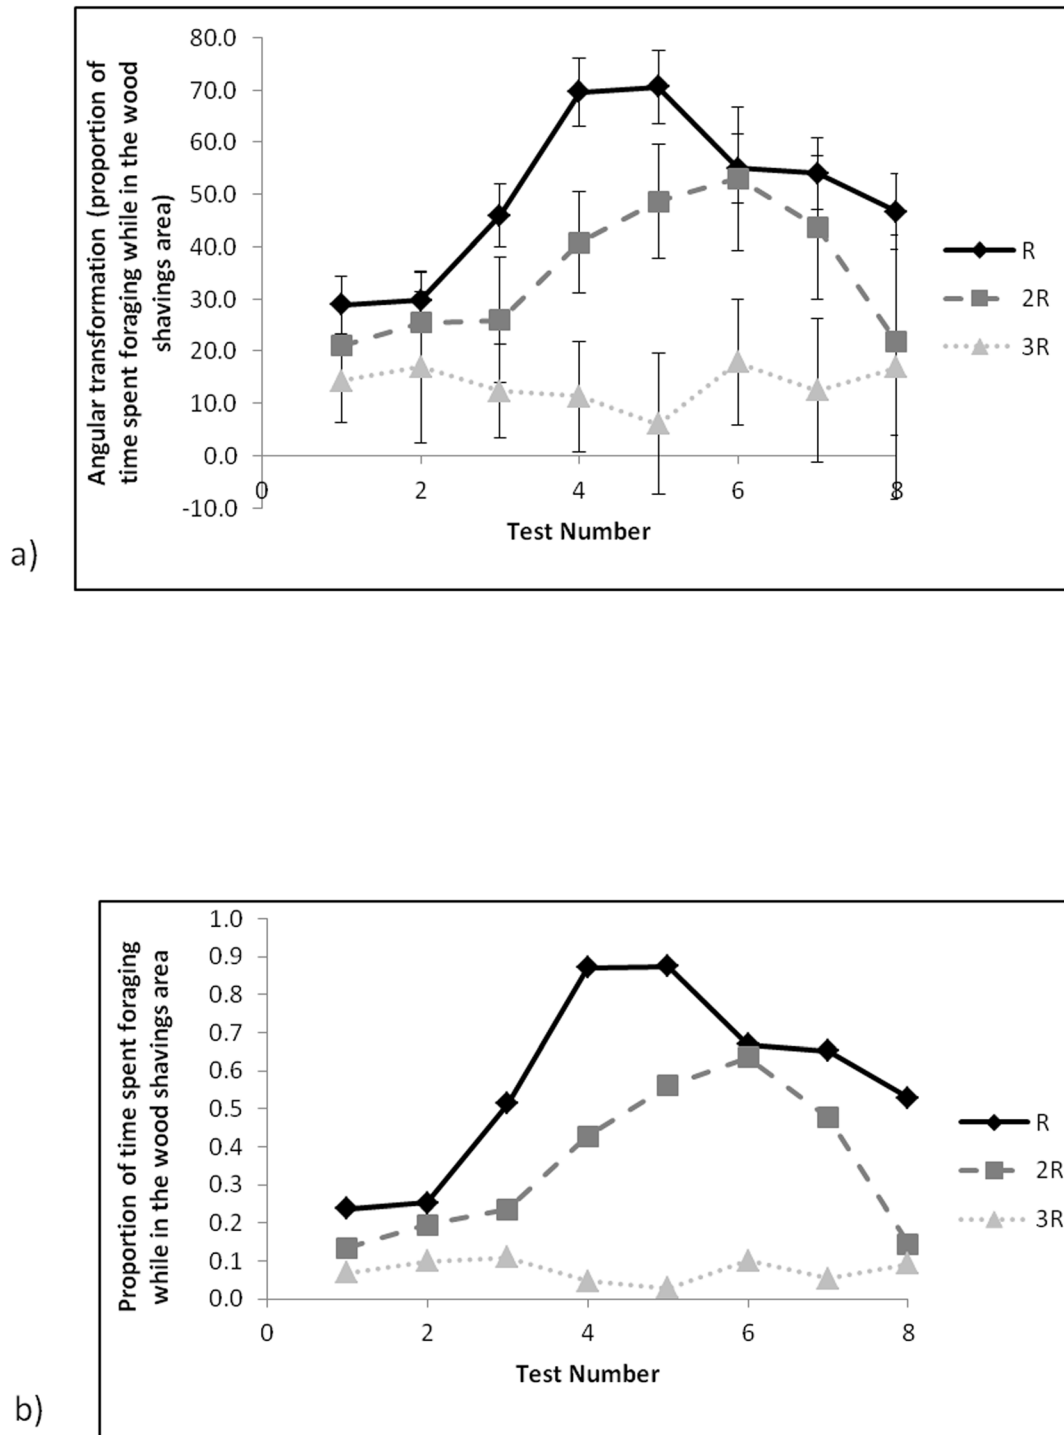 80.0
70.0
60.0
50.0
40.0
30.0
20.0
10.0
0.0
-10.0
0 2 4 6 8
Angular transformation (proportion of
time spent foraging while in the wood
shavings area)
Test Number
R
2R
3R
a)
1.0
0.9
0.8
0.7
0.6
0.5
0.4
0.3
0.2
0.1
0.0
0 2 4 6 8
Proportion of time spent foraging
while in the wood shavings area
Test Number
R
2R
3R
b)